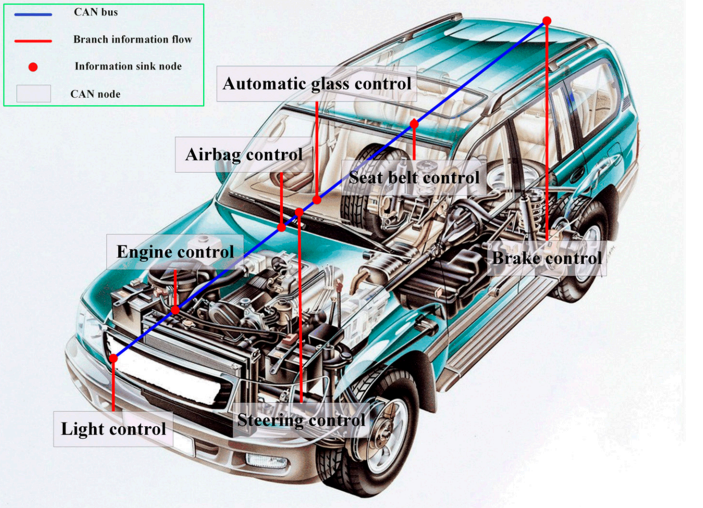 CAN bus
Branch information flow
Information sink node
CAN node
Automatic glass control
Airbag control
Seat belt control
Engine control
Brake control
Steering control
Light control